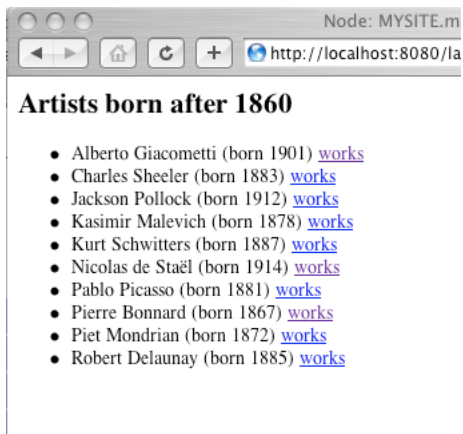 Node: MYSITE.m
http://localhost:8080/la
Artists born after 1860
• Alberto Giacometti (born 1901) works
• Charles Sheeler (born 1883) works
• Jackson Pollock (born 1912) works
• Kasimir Malevich (born 1878) works
• Kurt Schwitters (born 1887) works
• Nicolas de Staël (born 1914) works
• Pablo Picasso (born 1881) works
• Pierre Bonnard (born 1867) works
• Piet Mondrian (born 1872) works
• Robert Delaunay (born 1885) works